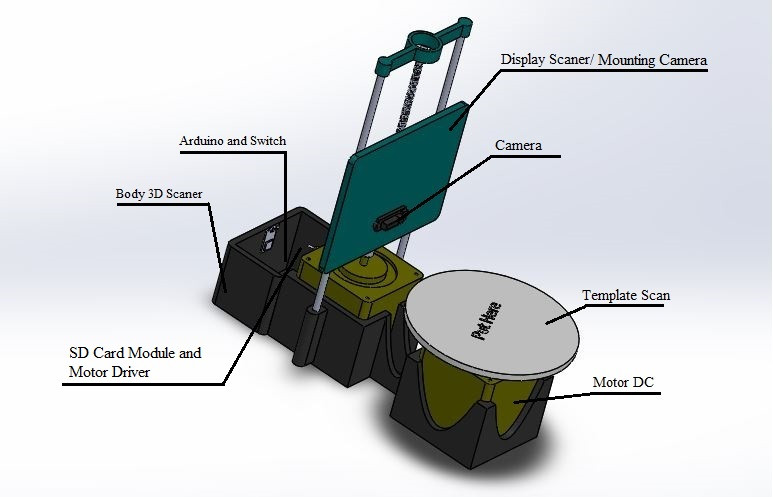 Display Scaner/ Mounting Camera
Arduino and Switch
Camera
Body 3D Scaner
Template Scan
Put Here
SD Card Module and
Motor Driver
Motor DC